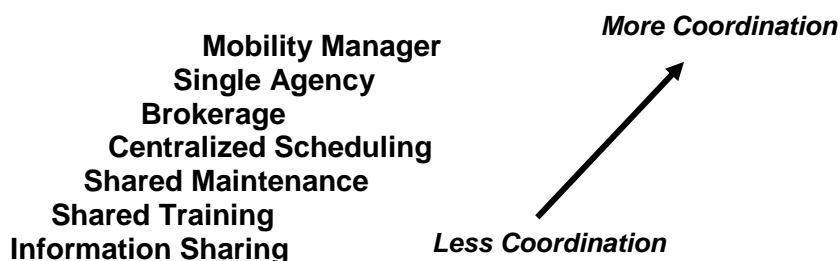 More Coordination
Mobility Manager
Single Agency
Brokerage
Centralized Scheduling
Shared Maintenance
Shared Training
Information Sharing
Less Coordination